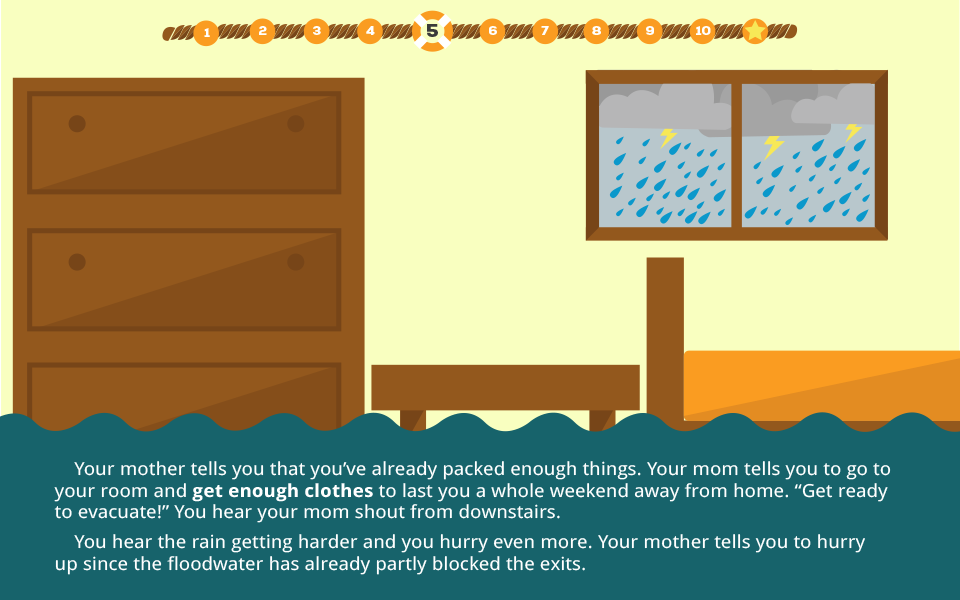 1 2 3 4 5 6 7 8 9 10
Your mother tells you that you’ve already packed enough things. Your mom tells you to go to
your room and get enough clothes to last you a whole weekend away from home. “Get ready
to evacuate!” You hear your mom shout from downstairs.
You hear the rain getting harder and you hurry even more. Your mother tells you to hurry
up since the floodwater has already partly blocked the exits.